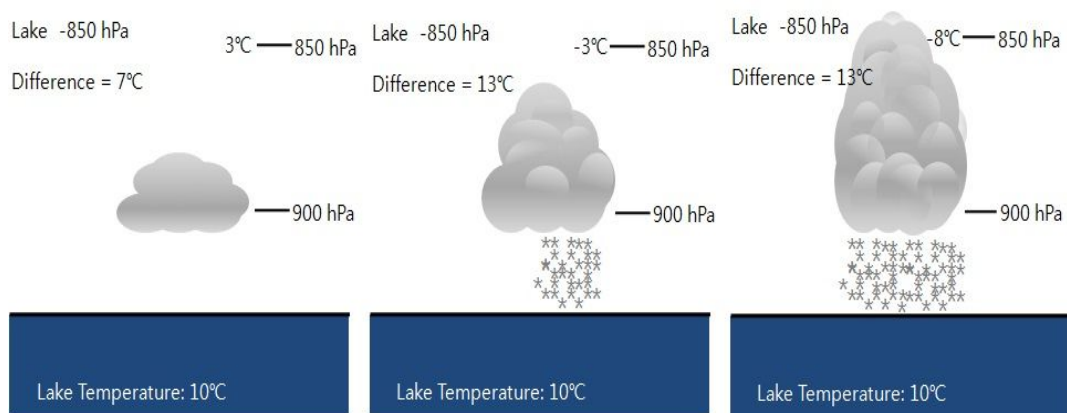 Lake -850 hPa
3℃ 850 hPa
Difference = 7℃
900 hPa
Lake Temperature: 10℃
Lake -850 hPa
-3℃ 850 hPa
Difference = 13℃
900 hPa
Lake Temperature: 10℃
Lake -850 hPa
-8℃ 850 hPa
Difference = 13℃
900 hPa
Lake Temperature: 10℃